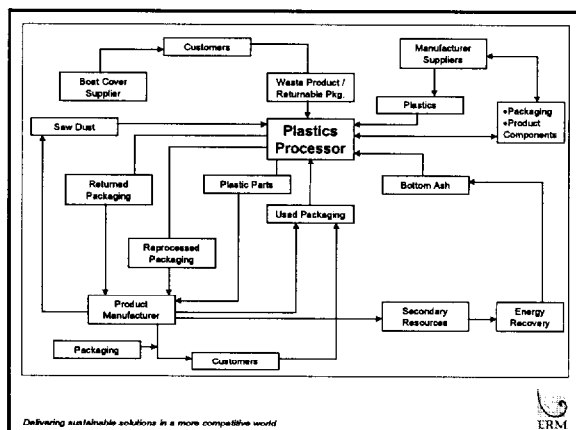 Customers
Manufacturer
Suppliers
Boat Cover
Supplier
Waste Product /
Returnable Pkg.
Plastics
•Packaging
•Product
Components
Saw Dust
Plastics
Processor
Returned
Packaging
Plastic Parts
Bottom Ash
Used Packaging
Reprocessed
Packaging
Product
Manufacturer
Secondary
Resources
Energy
Recovery
Packaging
Customers
Delivering sustainable solutions in a more competitive world
ERM